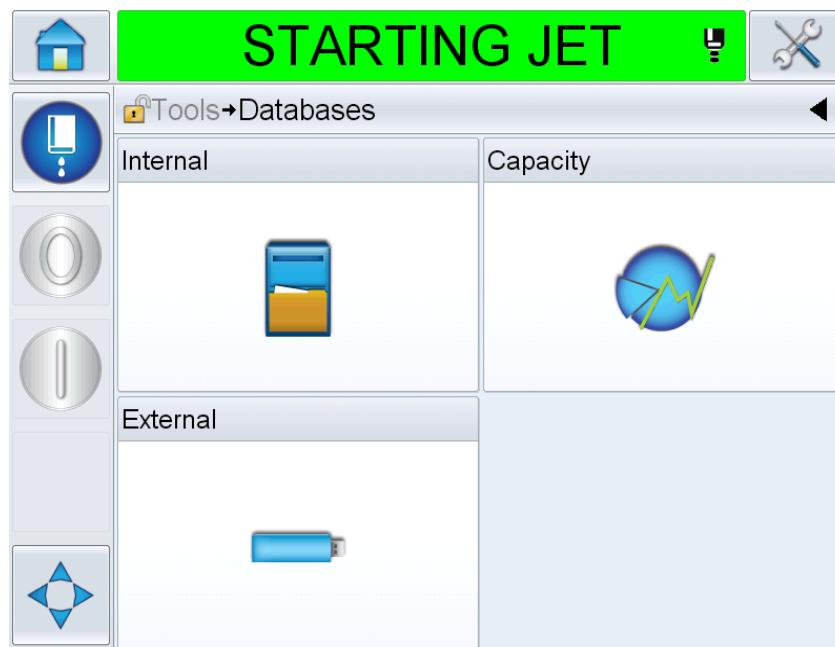 STARTING JET
Tools→Databases
Internal
Capacity
External